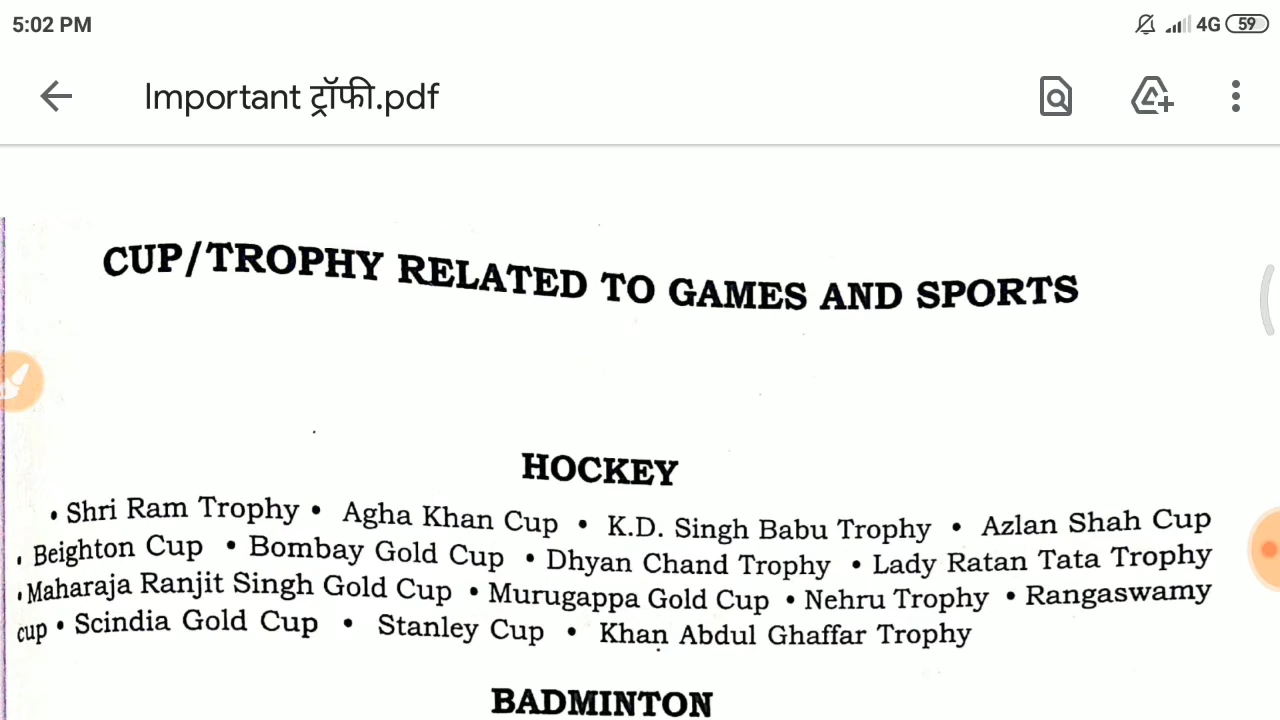 5:02 PM 4G 59
Important ट्रॉफी.pdf
CUP/TROPHY RELATED TO GAMES AND SPORTS
HOCKEY
• Shri Ram Trophy • Agha Khan Cup • K.D. Singh Babu Trophy • Azlan Shah Cup
• Beighton Cup • Bombay Gold Cup • Dhyan Chand Trophy • Lady Ratan Tata Trophy
• Maharaja Ranjit Singh Gold Cup • Murugappa Gold Cup • Nehru Trophy • Rangaswamy
cup • Scindia Gold Cup • Stanley Cup • Khan Abdul Ghaffar Trophy
BADMINTON